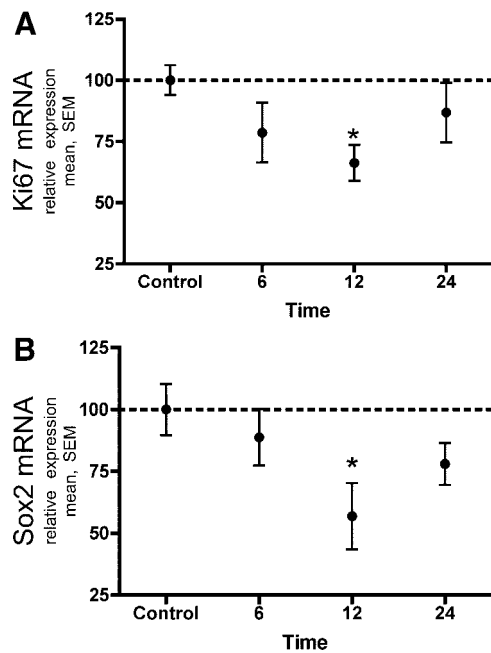 A
Ki67 mRNA
relative expression
mean, SEM
125
100
75
50
25
*
Control 6 12 24
Time
B
Sox2 mRNA
relative expression
mean, SEM
125
100
75
50
25
*
Control 6 12 24
Time